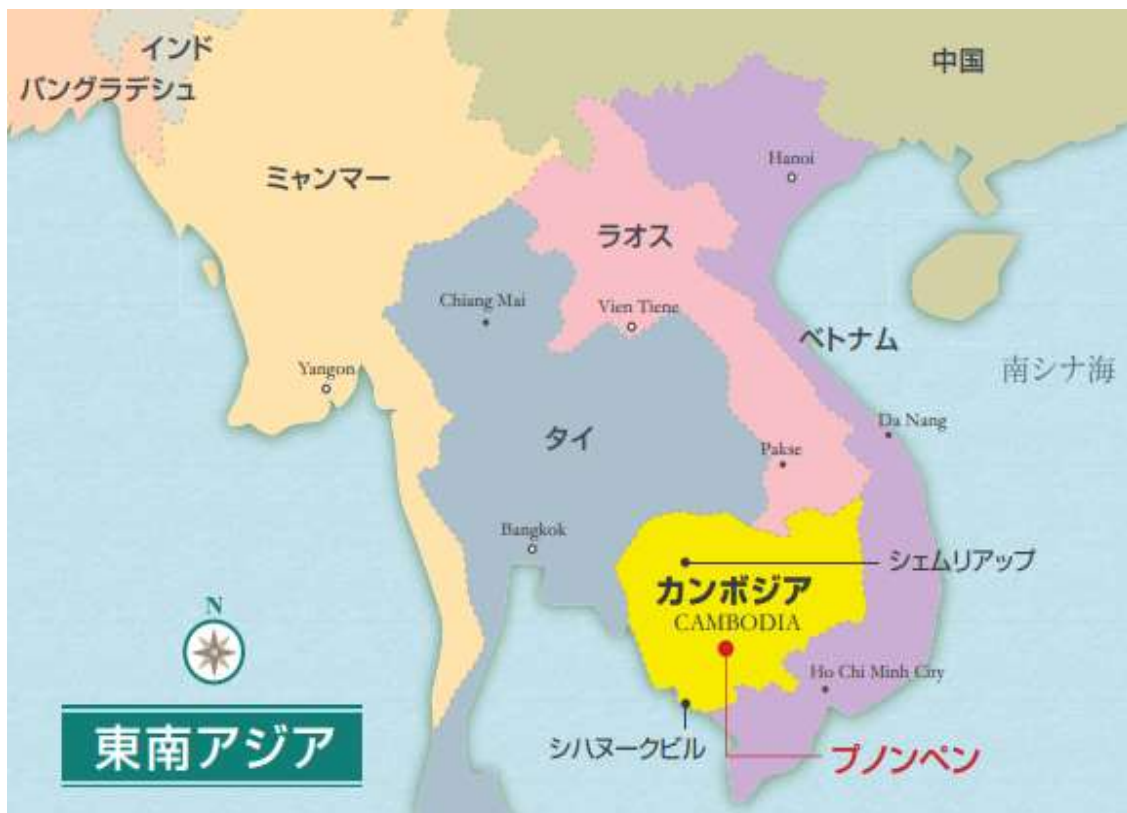 インド
中国
バングラデシュ
Hanoi
ミャンマー
ラオス
Chiang Mai
Vien Tiene
ベトナム
南シナ海
Yangon
Da Nang
タイ
Pakse
Bangkok
シェムリアップ
カンボジア
CAMBODIA
N
Ho Chi Minh Ciry
シハヌークビル
プノンペン
東南アジア